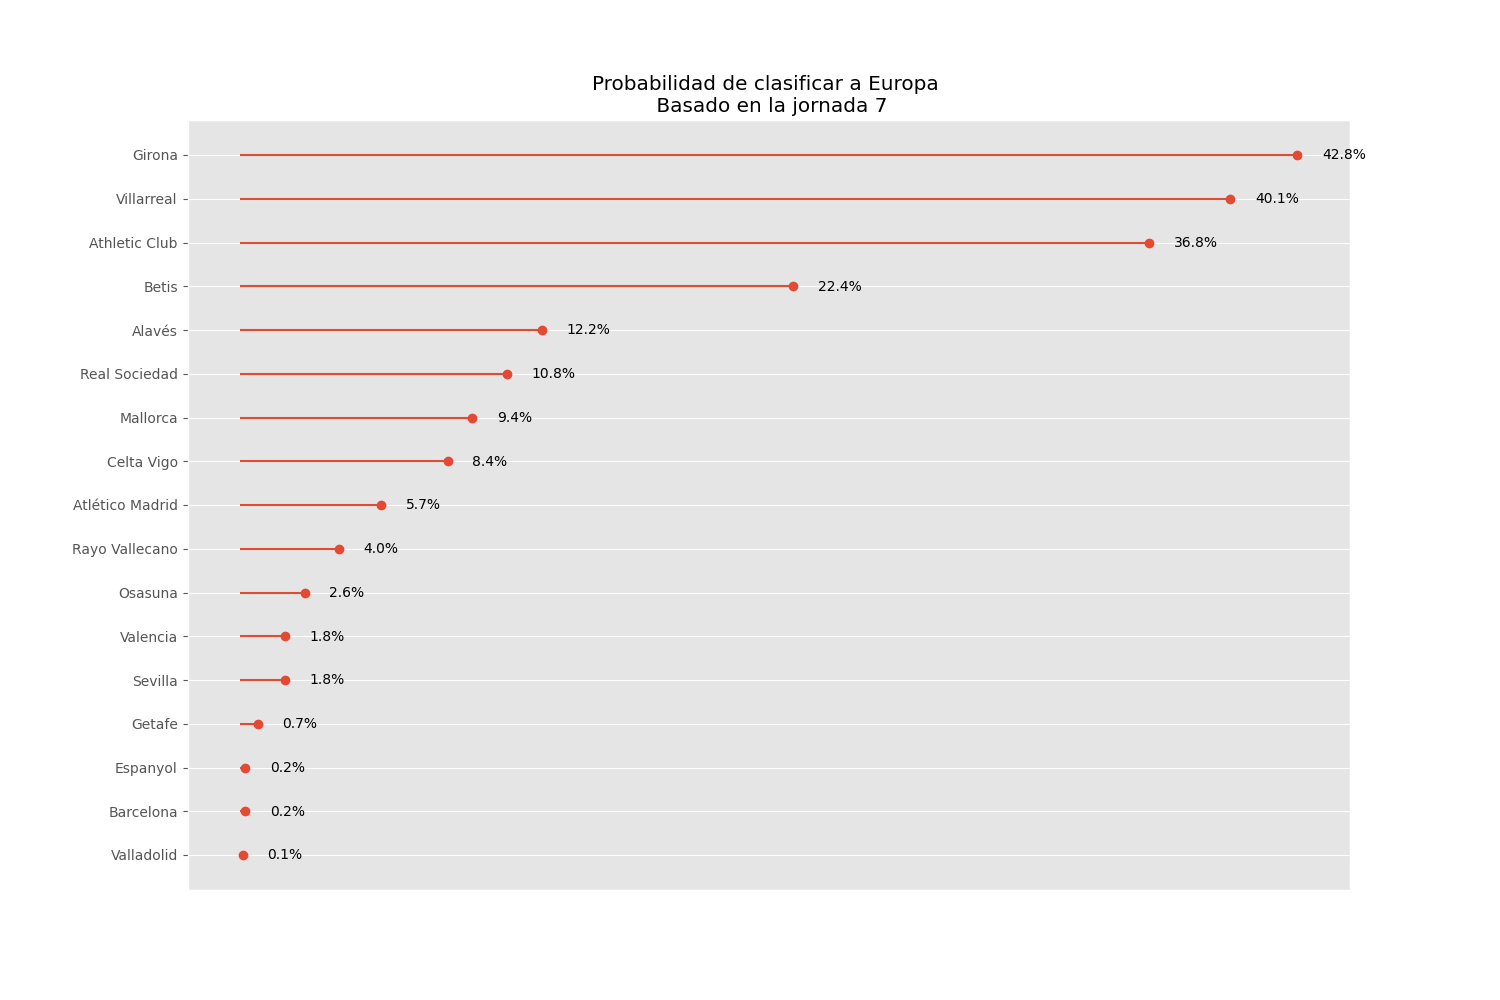 Probabilidad de clasificar a Europa
Basado en la jornada 7
Girona 42.8%
Villarreal 40.1%
Athletic Club 36.8%
Betis 22.4%
Alavés 12.2%
Real Sociedad 10.8%
Mallorca 9.4%
Celta Vigo 8.4%
Atlético Madrid 5.7%
Rayo Vallecano 4.0%
Osasuna 2.6%
Valencia 1.8%
Sevilla 1.8%
Getafe 0.7%
Espanyol 0.2%
Barcelona 0.2%
Valladolid 0.1%